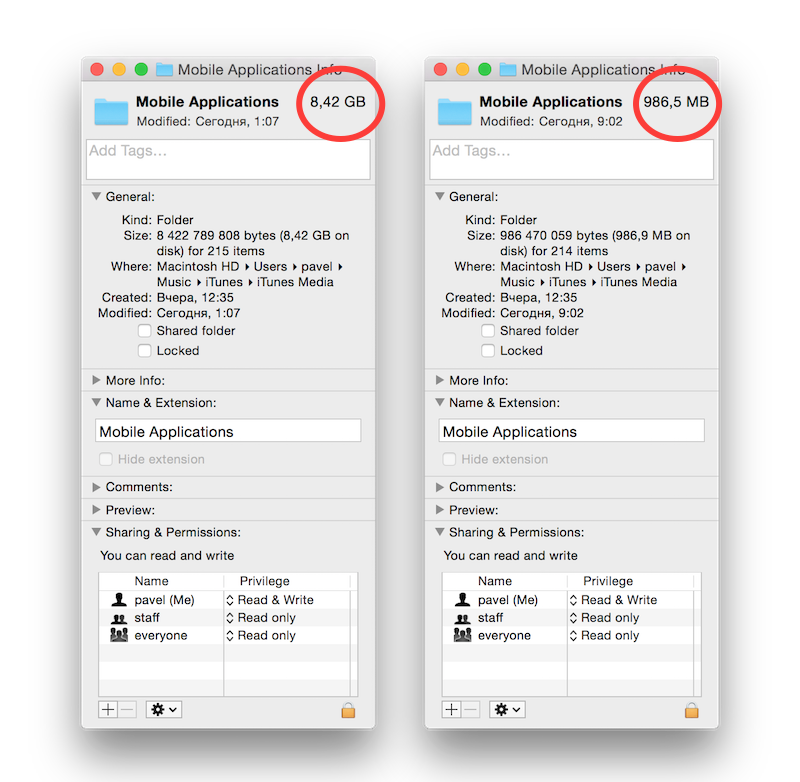 Mobile Applications Info
Mobile Applications
8,42 GB
Modified: Сегодня, 1:07
Add Tags…
General:
Kind: Folder
Size: 8 422 789 808 bytes (8,42 GB on
disk) for 215 items
Where: Macintosh HD ▸ Users ▸ pavel ▸
Music ▸ iTunes ▸ iTunes Media
Created: Вчера, 12:35
Modified: Сегодня, 1:07
Shared folder
Locked
More Info:
Name & Extension:
Mobile Applications
Hide extension
Comments:
Preview:
Sharing & Permissions:
You can read and write
Name Privilege
pavel (Me) Read & Write
staff Read only
everyone Read only
Mobile Applications Info
Mobile Applications
986,5 MB
Modified: Сегодня, 9:02
Add Tags…
General:
Kind: Folder
Size: 986 470 059 bytes (986,9 MB on
disk) for 214 items
Where: Macintosh HD ▸ Users ▸ pavel ▸
Music ▸ iTunes ▸ iTunes Media
Created: Вчера, 12:35
Modified: Сегодня, 9:02
Shared folder
Locked
More Info:
Name & Extension:
Mobile Applications
Hide extension
Comments:
Preview:
Sharing & Permissions:
You can read and write
Name Privilege
pavel (Me) Read & Write
staff Read only
everyone Read only